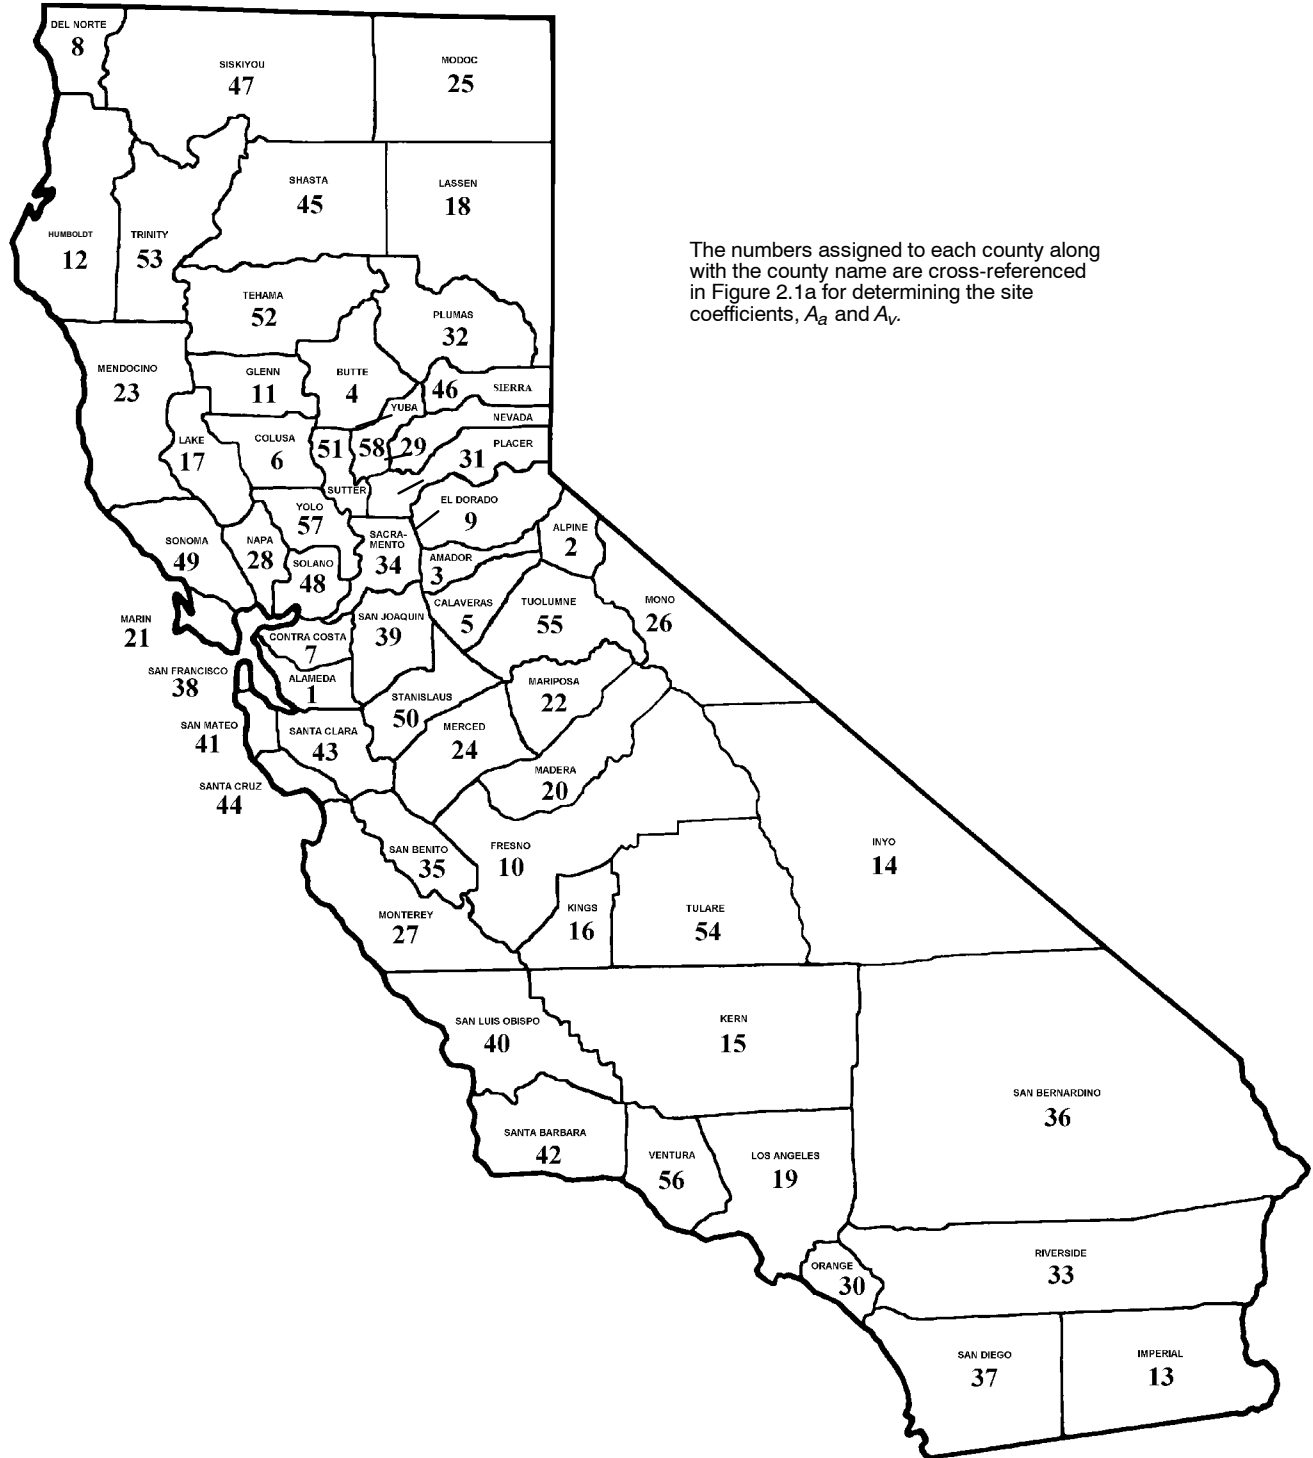 DEL NORTE
8
SISKIYOU
47
MODOC
25
SHASTA
45
LASSEN
18
HUMBOLDT
12
TRINITY
53
The numbers assigned to each county along
with the county name are cross-referenced
in Figure 2.1a for determining the site
coefficients, Aa and Av.
TEHAMA
52
PLUMAS
32
MENDOCINO
23
GLENN
11
BUTTE
4
46
SIERRA
YUBA
58
NEVADA
29
LAKE
17
COLUSA
6
51
SUTTER
PLACER
31
YOLO
57
EL DORADO
9
SONOMA
49
NAPA
28
SOLANO
48
SACRA-
MENTO
34
AMADOR
3
ALPINE
2
MARIN
21
CONTRA COSTA
7
SAN JOAQUIN
39
CALAVERAS
5
TUOLUMNE
55
MONO
26
SAN FRANCISCO
38
ALAMEDA
1
STANISLAUS
50
MARIPOSA
22
SAN MATEO
41
SANTA CLARA
43
MERCED
24
SANTA CRUZ
44
MADERA
20
SAN BENITO
35
FRESNO
10
INYO
14
MONTEREY
27
KINGS
16
TULARE
54
SAN LUIS OBISPO
40
KERN
15
SAN BERNARDINO
36
SANTA BARBARA
42
VENTURA
56
LOS ANGELES
19
ORANGE
30
RIVERSIDE
33
SAN DIEGO
37
IMPERIAL
13